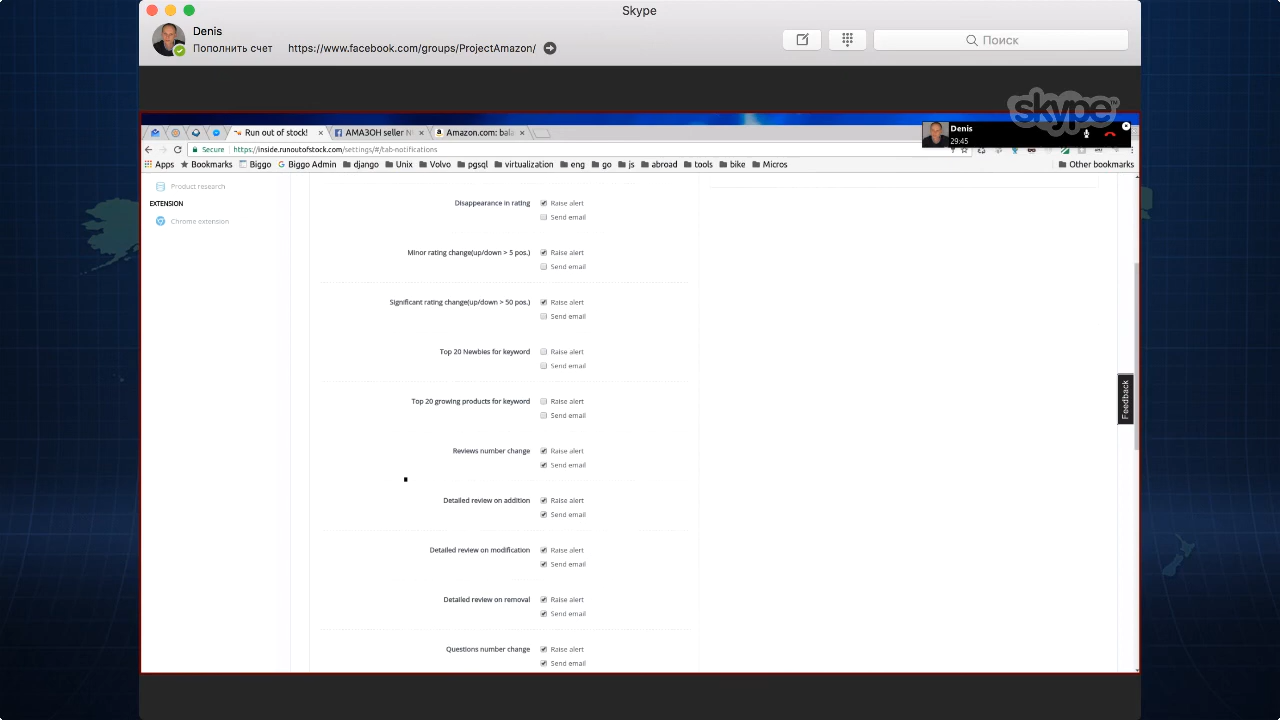 Skype
Denis
Пополнить счет https://www.facebook.com/groups/ProjectAmazon/
Поиск
skype™
Denis
29:45
Run out of stock! × АМАЗОН seller × Amazon.com: bala ×
Secure https://inside.runoutofstock.com/settings/#/tab-notifications
Apps Bookmarks Biggo Biggo Admin django Unix Volvo pgsql virtualization eng go js abroad tools bike Micros Other bookmarks
Product research
EXTENSION
Chrome extension
Disappearance in rating Raise alert
Send email
Minor rating change(up/down > 5 pos.) Raise alert
Send email
Significant rating change(up/down > 50 pos.) Raise alert
Send email
Top 20 Newbies for keyword Raise alert
Send email
Top 20 growing products for keyword Raise alert
Send email
Reviews number change Raise alert
Send email
Detailed review on addition Raise alert
Send email
Detailed review on modification Raise alert
Send email
Detailed review on removal Raise alert
Send email
Questions number change Raise alert
Send email
Feedback